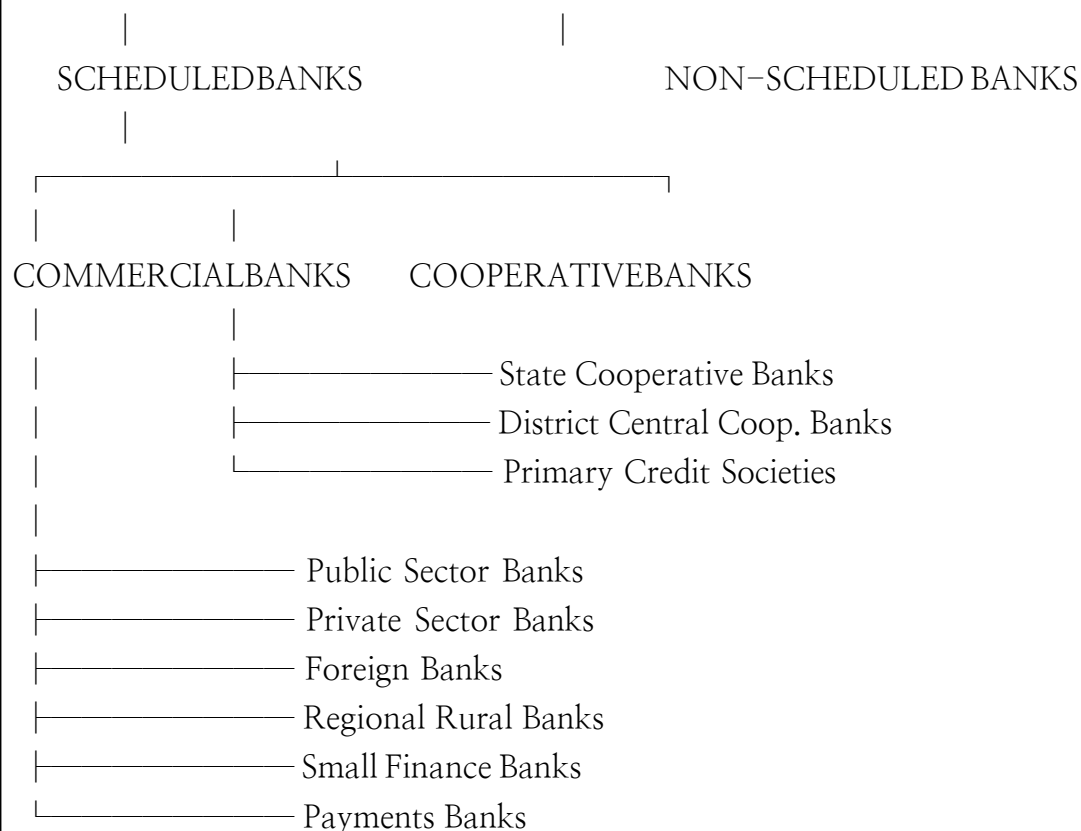 SCHEDULEDBANKS NON-SCHEDULED BANKS
COMMERCIALBANKS COOPERATIVEBANKS
State Cooperative Banks
District Central Coop. Banks
Primary Credit Societies
Public Sector Banks
Private Sector Banks
Foreign Banks
Regional Rural Banks
Small Finance Banks
Payments Banks